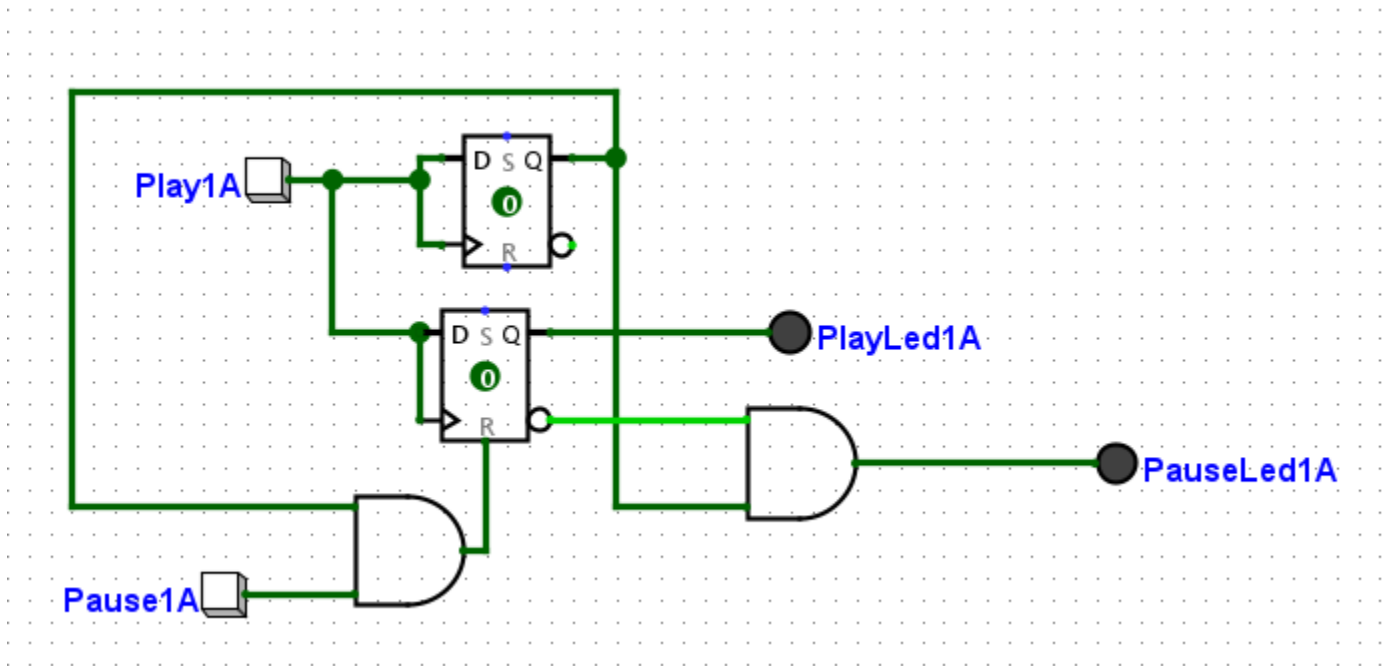 D S Q
Play1A
0
R
D S Q
PlayLed1A
0
R
PauseLed1A
Pause1A